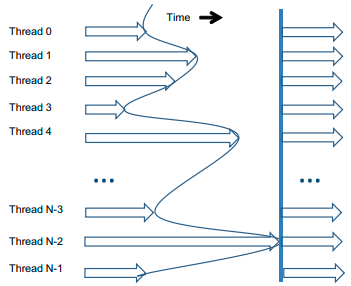 Time
Thread 0
Thread 1
Thread 2
Thread 3
Thread 4
... ...
Thread N-3
Thread N-2
Thread N-1